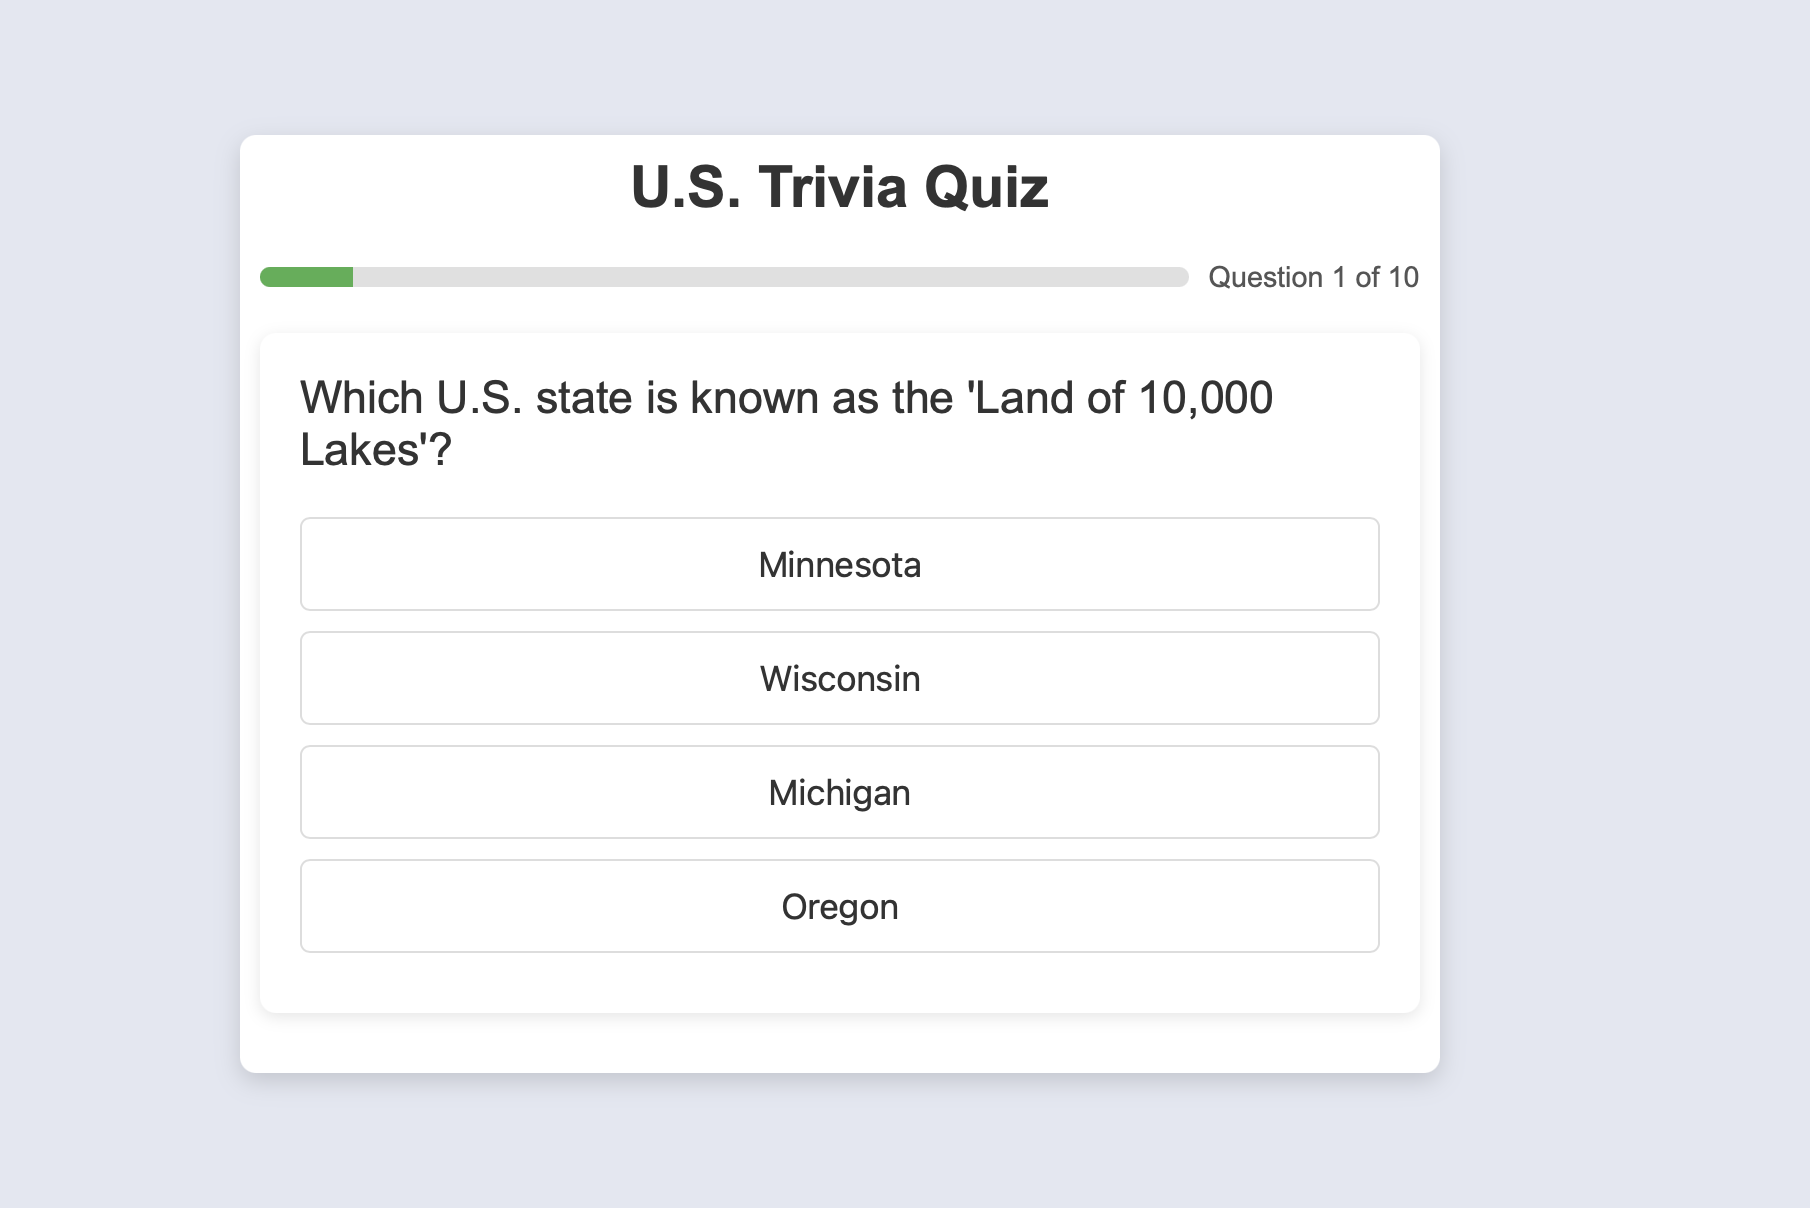 U.S. Trivia Quiz
Question 1 of 10
Which U.S. state is known as the 'Land of 10,000
Lakes'?
Minnesota
Wisconsin
Michigan
Oregon